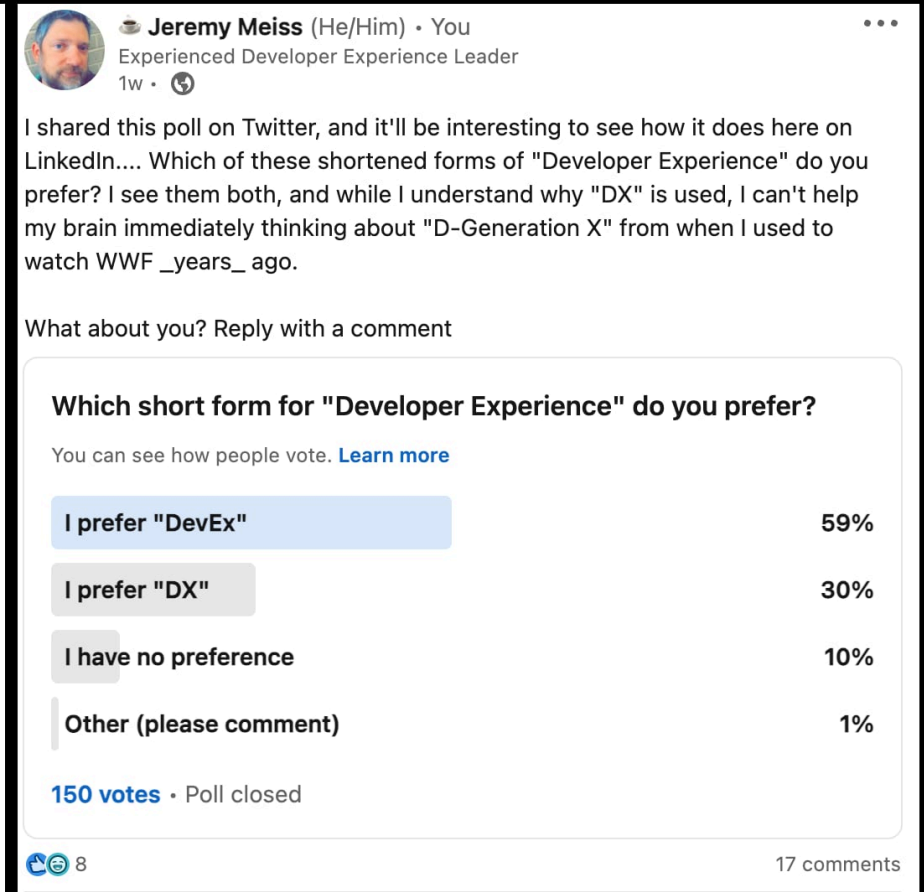 ☕ Jeremy Meiss (He/Him) • You
Experienced Developer Experience Leader
1w •
I shared this poll on Twitter, and it'll be interesting to see how it does here on
LinkedIn.... Which of these shortened forms of "Developer Experience" do you
prefer? I see them both, and while I understand why "DX" is used, I can't help
my brain immediately thinking about "D-Generation X" from when I used to
watch WWF _years_ ago.
What about you? Reply with a comment
Which short form for "Developer Experience" do you prefer?
You can see how people vote. Learn more
I prefer "DevEx" 59%
I prefer "DX" 30%
I have no preference 10%
Other (please comment) 1%
150 votes • Poll closed
8 17 comments